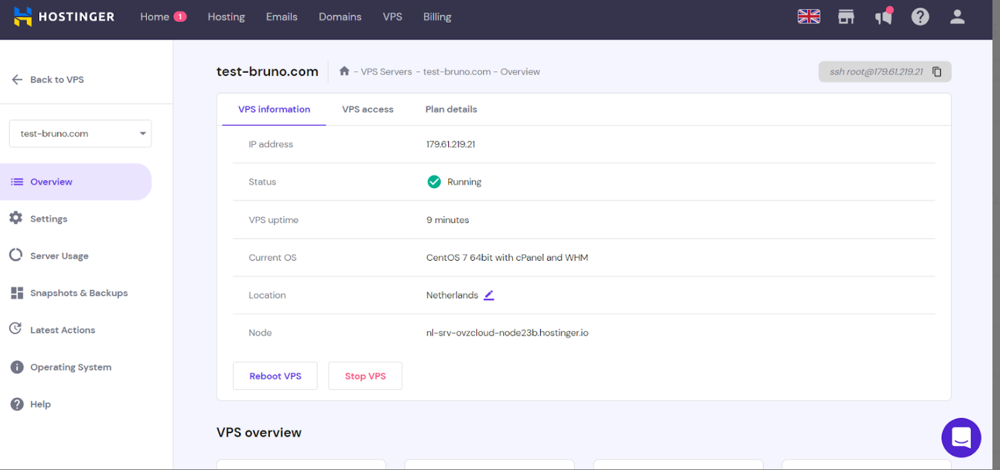 HOSTINGER Home 1 Hosting Emails Domains VPS Billing
Back to VPS
test-bruno.com
Overview
Settings
Server Usage
Snapshots & Backups
Latest Actions
Operating System
Help
test-bruno.com - VPS Servers - test-bruno.com - Overview
ssh root@179.61.219.21
VPS information VPS access Plan details
IP address 179.61.219.21
Status Running
VPS uptime 9 minutes
Current OS CentOS 7 64bit with cPanel and WHM
Location Netherlands
Node nl-srv-ovzcloud-node23b.hostinger.io
Reboot VPS Stop VPS
VPS overview